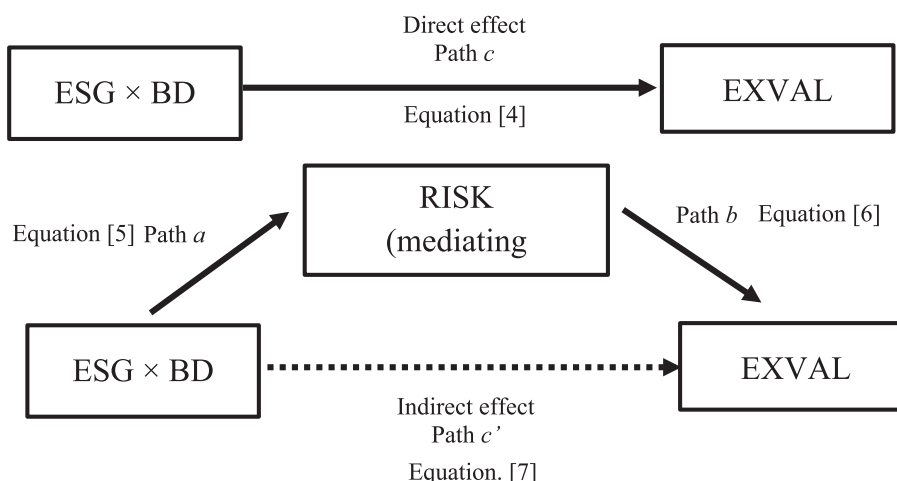 Direct effect
Path c
ESG × BD
EXVAL
Equation [4]
RISK
(mediating
Equation [5] Path a
Path b Equation [6]
ESG × BD
EXVAL
Indirect effect
Path c’
Equation. [7]